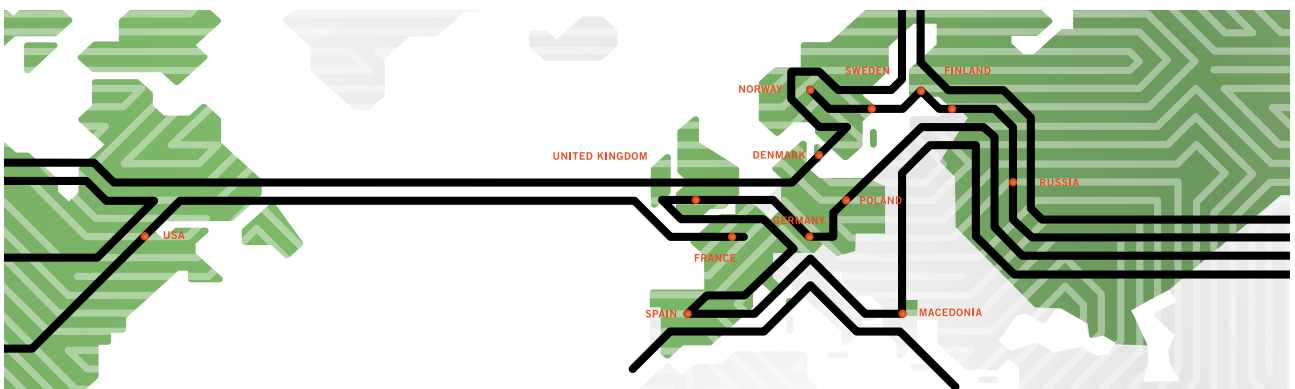 SWEDEN
FINLAND
NORWAY
UNITED KINGDOM
DENMARK
RUSSIA
POLAND
GERMANY
USA
FRANCE
SPAIN
MACEDONIA